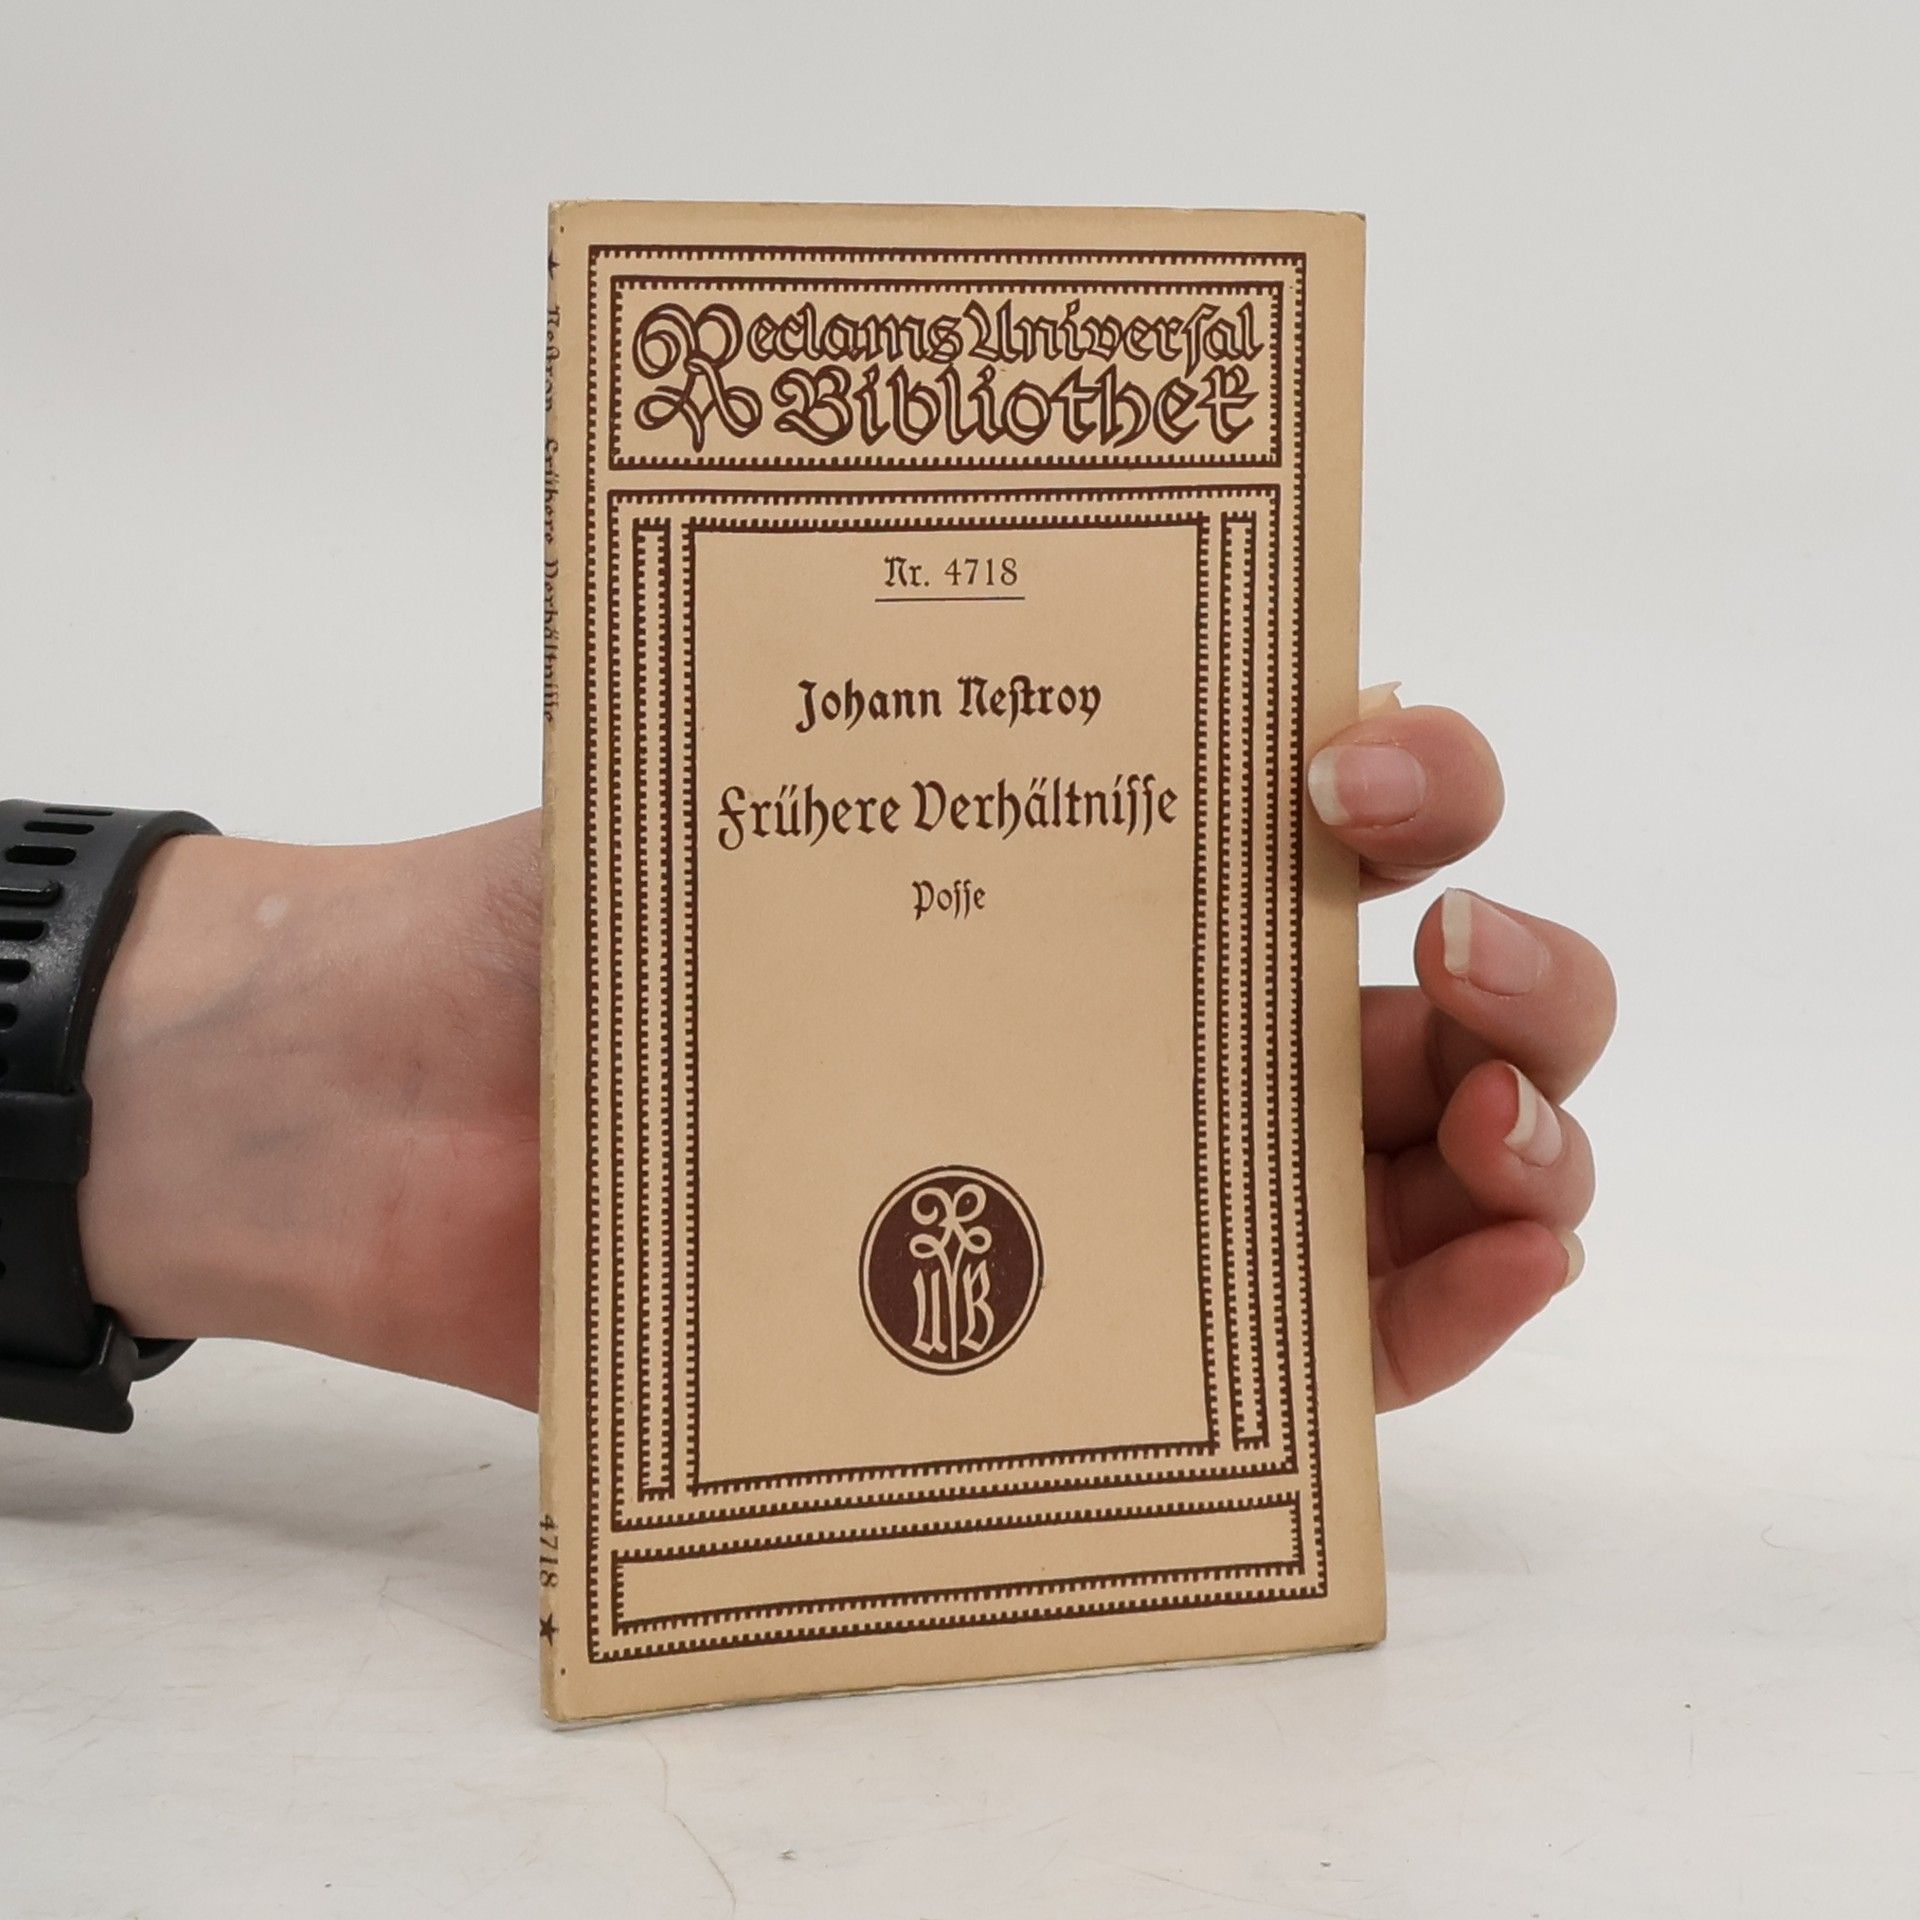 Reclams Universal
Bibliothek
Nr. 4718
Johann Nestroy
Frühere Verhältnisse
Posse
RUB
★ Nestroy, Frühere Verhältnisse
4718 ★